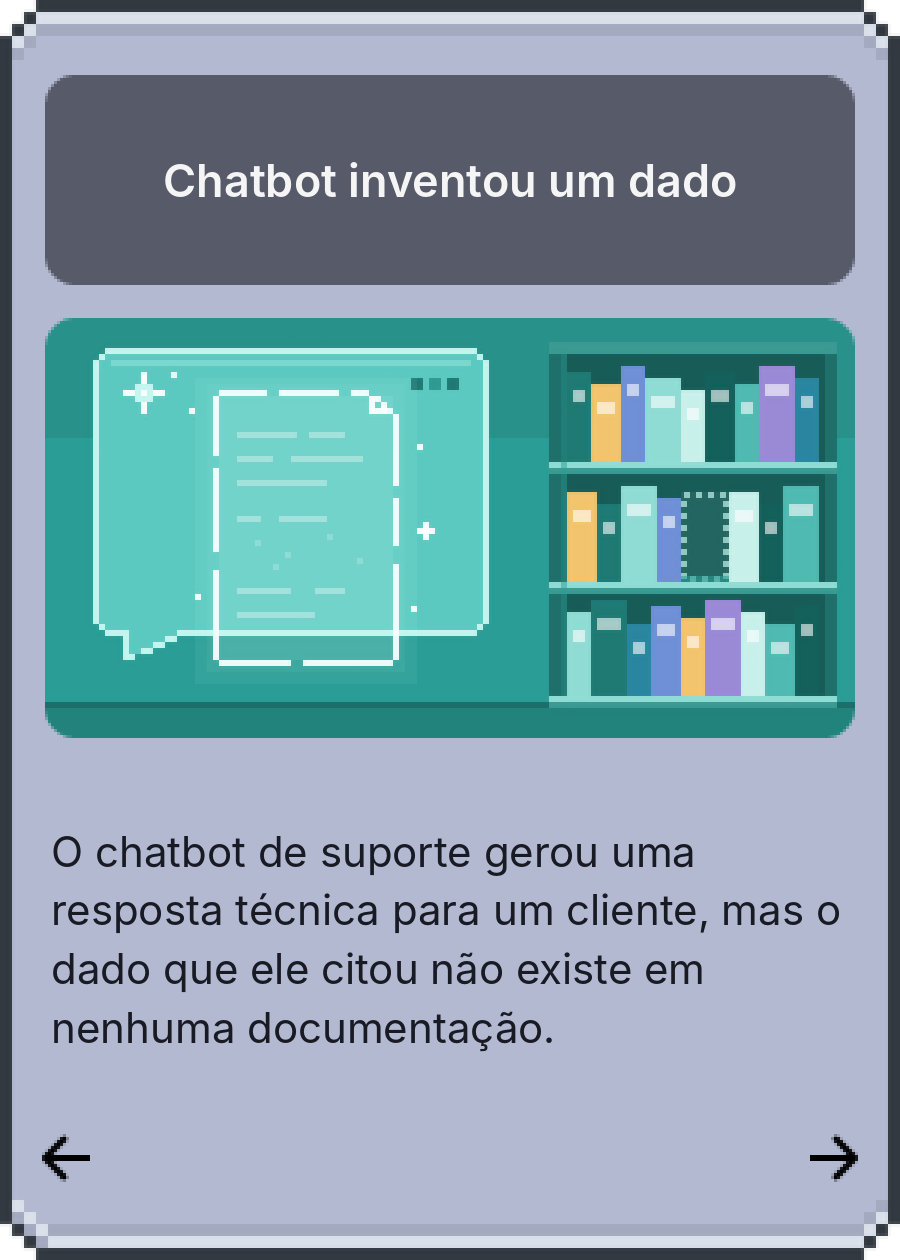 Chatbot inventou um dado
O chatbot de suporte gerou uma
resposta técnica para um cliente, mas o
dado que ele citou não existe em
nenhuma documentação.